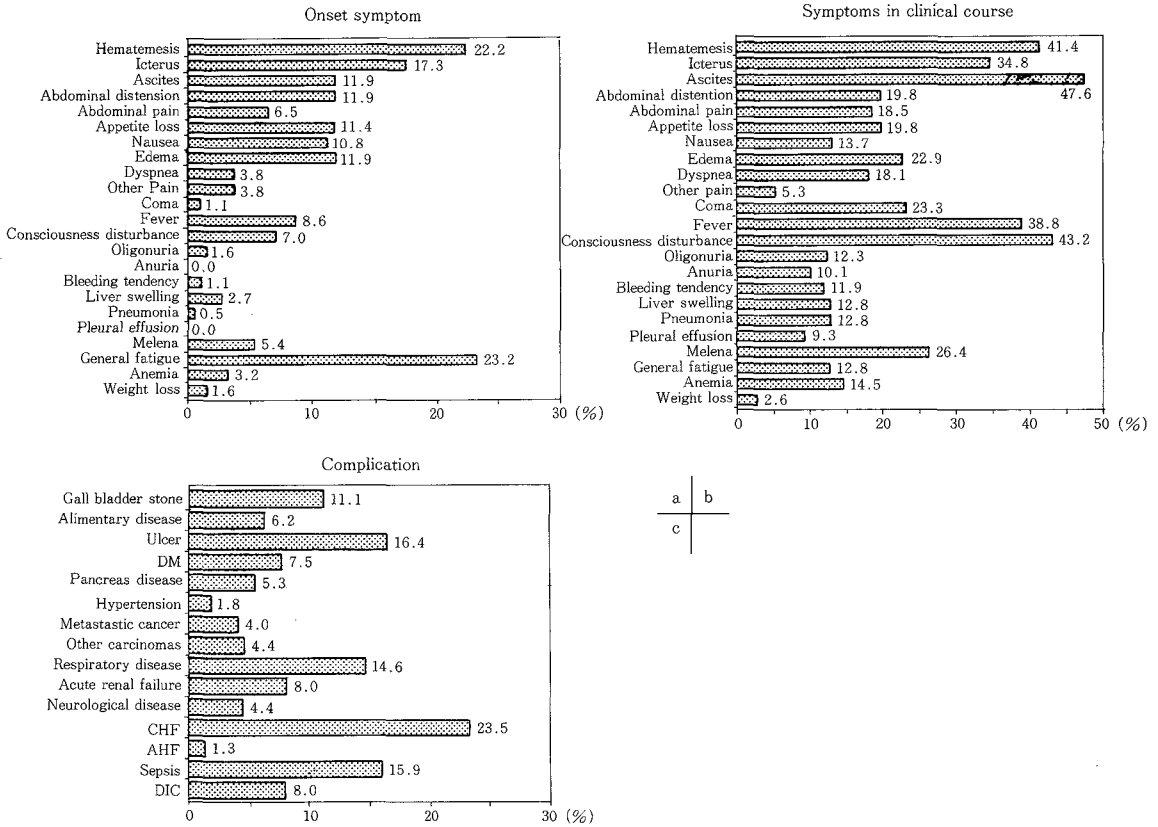 Onset symptom
Hematemesis 22.2
Icterus 17.3
Ascites 11.9
Abdominal distension 11.9
Abdominal pain 6.5
Appetite loss 11.4
Nausea 10.8
Edema 11.9
Dyspnea 3.8
Other Pain 3.8
Coma 1.1
Fever 8.6
Consciousness disturbance 7.0
Oligonuria 1.6
Anuria 0.0
Bleeding tendency 1.1
Liver swelling 2.7
Pneumonia 0.5
Pleural effusion 0.0
Melena 5.4
General fatigue 23.2
Anemia 3.2
Weight loss 1.6
0 10 20 30 (%)
Symptoms in clinical course
Hematemesis 41.4
Icterus 34.8
Ascites 47.6
Abdominal distention 19.8
Abdominal pain 18.5
Appetite loss 19.8
Nausea 13.7
Edema 22.9
Dyspnea 18.1
Other pain 5.3
Coma 23.3
Fever 38.8
Consciousness disturbance 43.2
Oligonuria 12.3
Anuria 10.1
Bleeding tendency 11.9
Liver swelling 12.8
Pneumonia 12.8
Pleural effusion 9.3
Melena 26.4
General fatigue 12.8
Anemia 14.5
Weight loss 2.6
0 10 20 30 40 50 (%)
Complication
Gall bladder stone 11.1
Alimentary disease 6.2
Ulcer 16.4
DM 7.5
Pancreas disease 5.3
Hypertension 1.8
Metastastic cancer 4.0
Other carcinomas 4.4
Respiratory disease 14.6
Acute renal failure 8.0
Neurological disease 4.4
CHF 23.5
AHF 1.3
Sepsis 15.9
DIC 8.0
0 10 20 30 (%)
a b
c